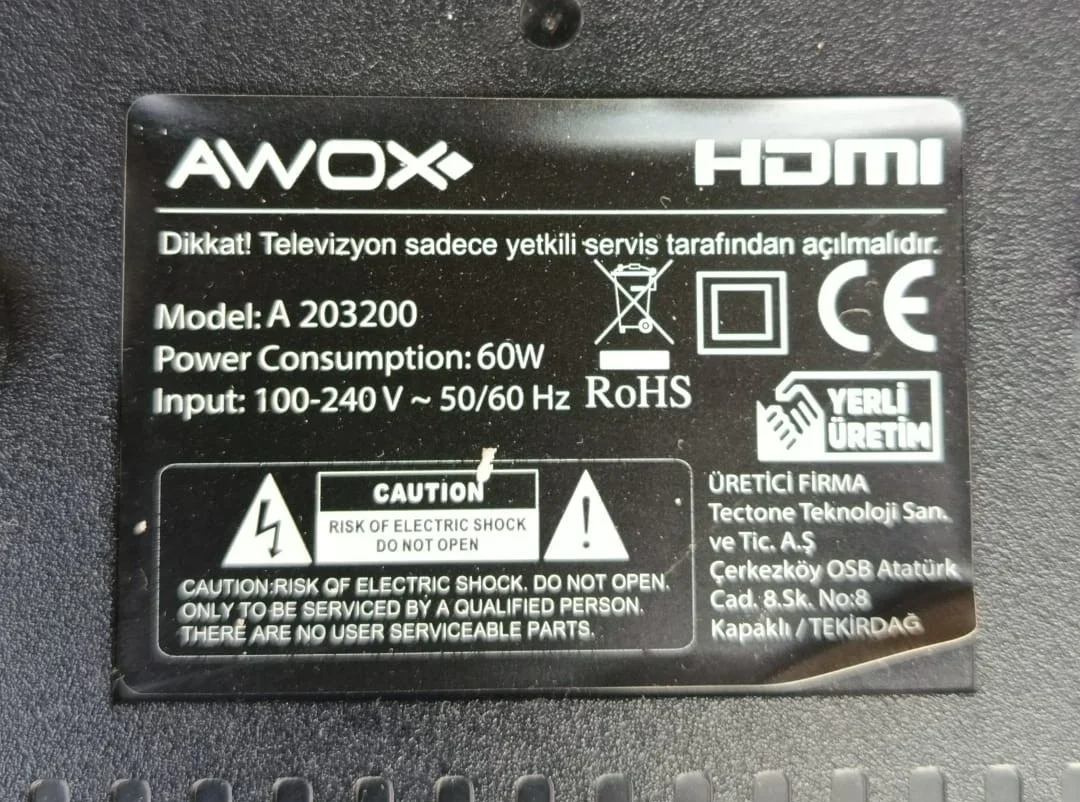 AWOX
HDMI
Dikkat! Televizyon sadece yetkili servis tarafından açılmalıdır.
Model: A 203200
Power Consumption: 60W
Input: 100-240 V ~ 50/60 Hz
RoHS
CE
YERLİ
ÜRETİM
CAUTION
RISK OF ELECTRIC SHOCK
DO NOT OPEN
CAUTION:RISK OF ELECTRIC SHOCK. DO NOT OPEN.
ONLY TO BE SERVICED BY A QUALIFIED PERSON.
THERE ARE NO USER SERVICEABLE PARTS.
ÜRETİCİ FİRMA
Tectone Teknoloji San.
ve Tic. A.Ş
Çerkezköy OSB Atatürk
Cad. 8.Sk. No:8
Kapaklı / TEKİRDAĞ